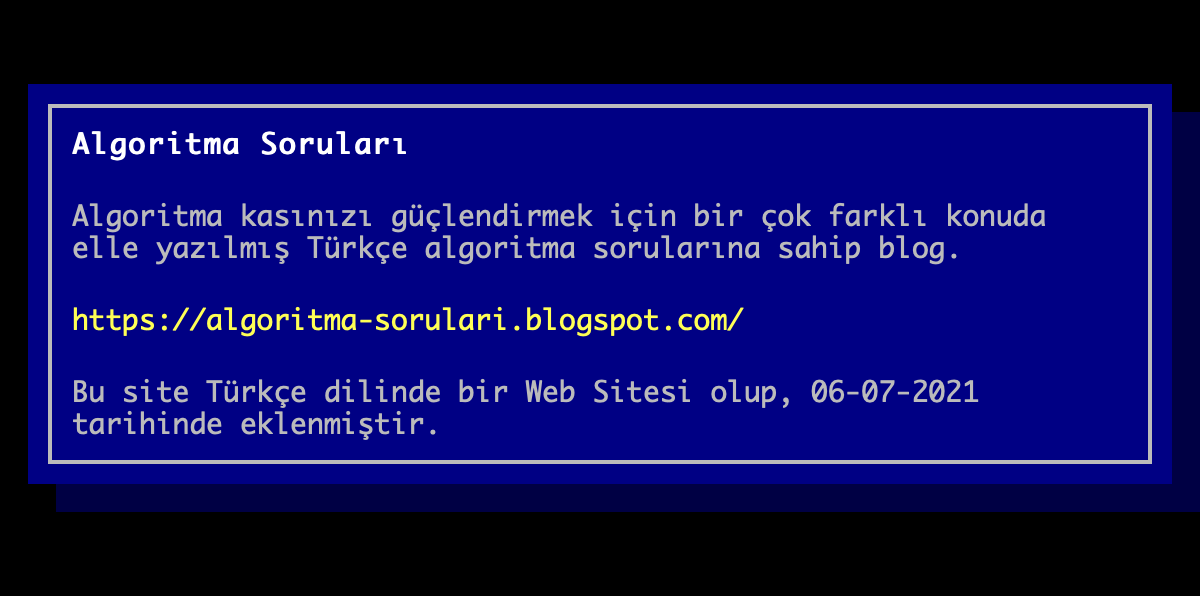 Algoritma Soruları
Algoritma kasınızı güçlendirmek için bir çok farklı konuda
elle yazılmış Türkçe algoritma sorularına sahip blog.
https://algoritma-sorulari.blogspot.com/
Bu site Türkçe dilinde bir Web Sitesi olup, 06-07-2021
tarihinde eklenmiştir.